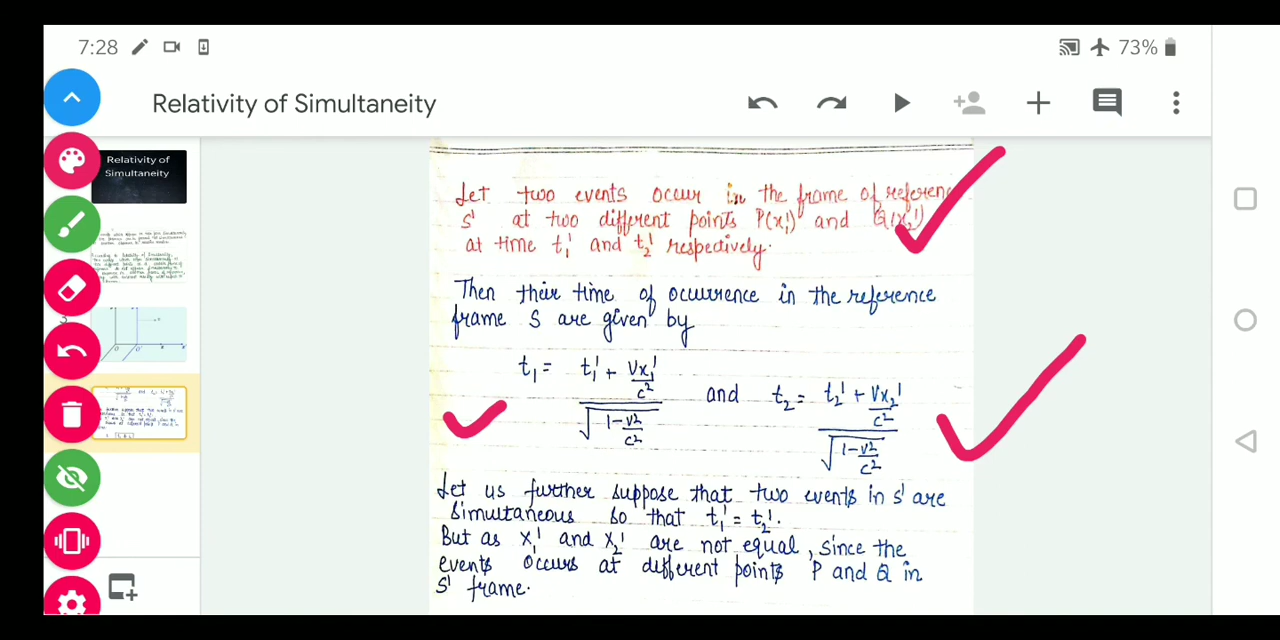 7:28
73%
Relativity of Simultaneity
Relativity of
Simultaneity
Let two events occur in the frame of referenc
S' at two different points P(x₁') and Q(x₂')
at time t₁' and t₂' respectively.
Then their time of ocurrence in the reference
frame S are given by
t₁ = (t₁' + Vx₁'/c²) / √(1-V²/c²) and t₂ = (t₂' + Vx₂'/c²) / √(1-V²/c²)
Let us further suppose that two events in S' are
simultaneous so that t₁' = t₂'.
But as x₁' and x₂' are not equal, since the
events occurs at different points P and Q in
S' frame.